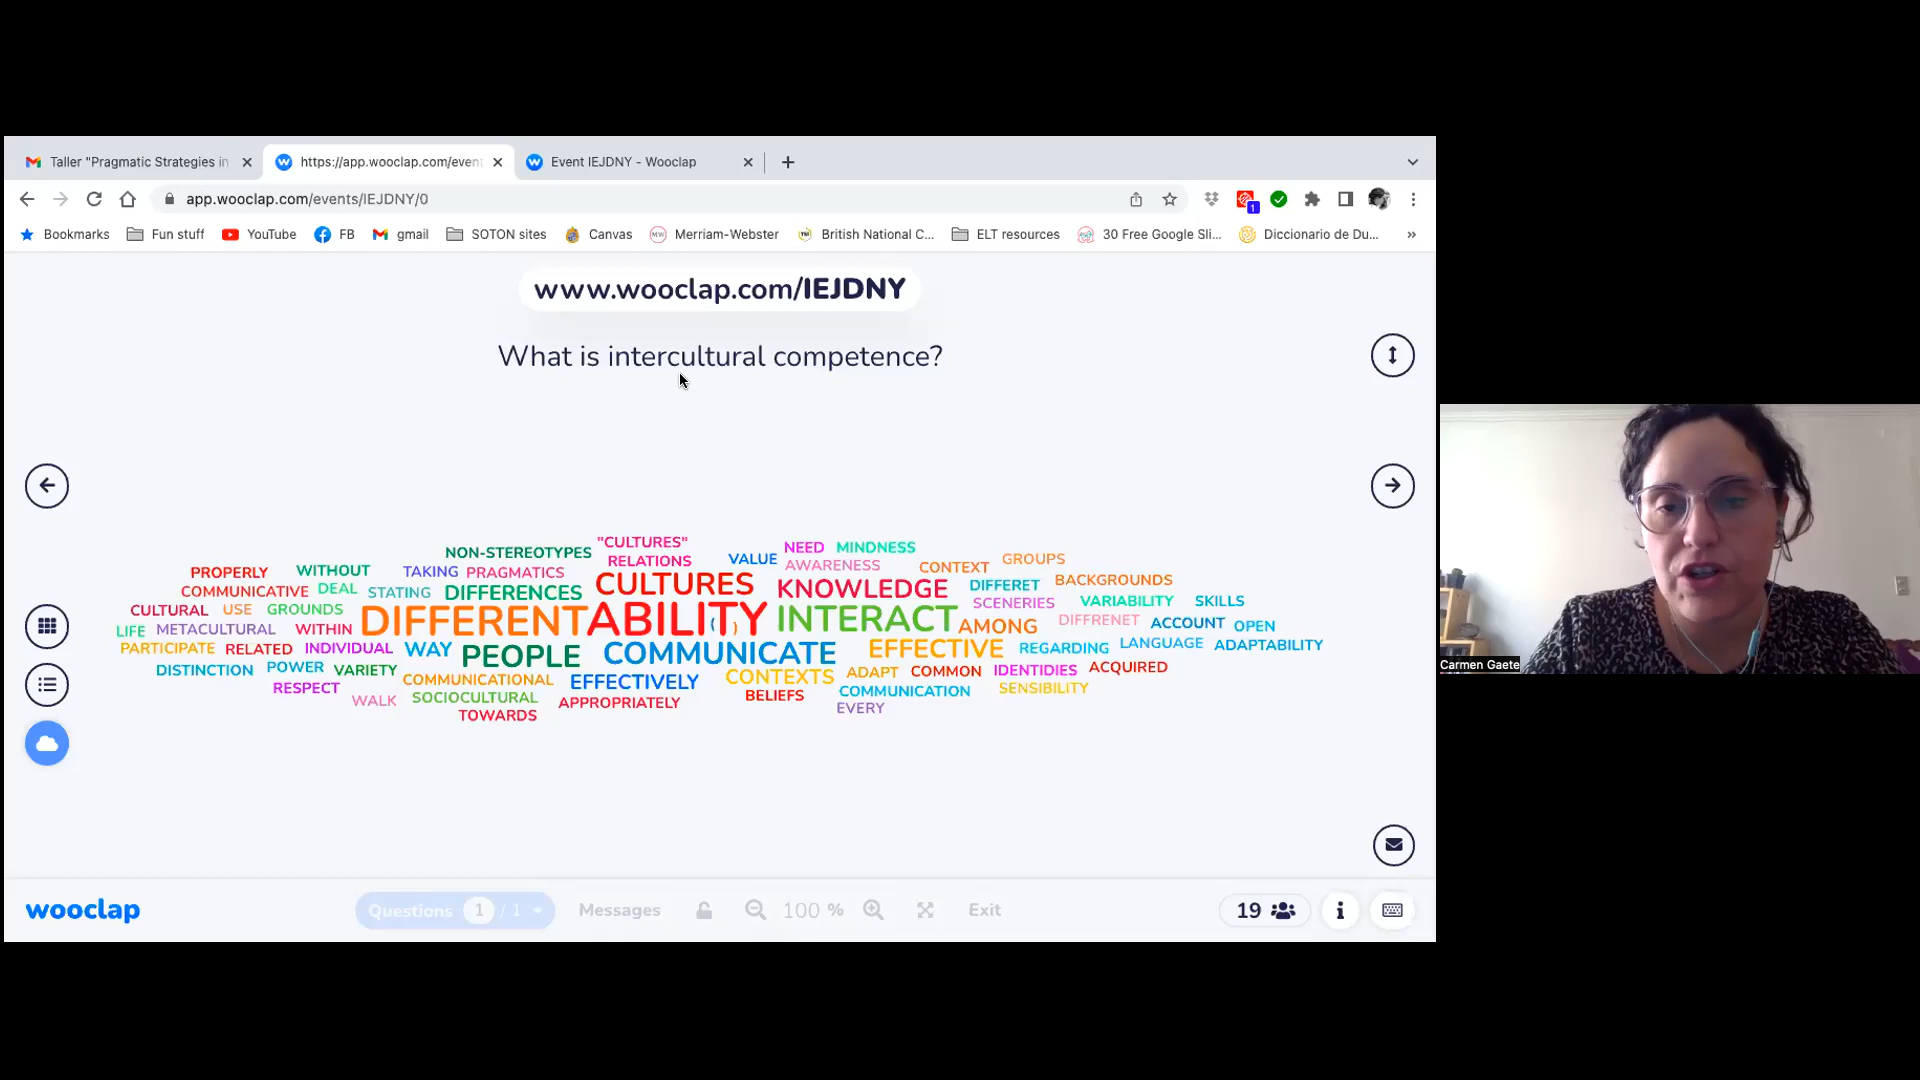 Taller "Pragmatic Strategies in
https://app.wooclap.com/even
Event IEJDNY - Wooclap
app.wooclap.com/events/IEJDNY/0
1
Bookmarks Fun stuff YouTube FB gmail SOTON sites Canvas Merriam-Webster British National C... ELT resources 30 Free Google Sli... Diccionario de Du... »
www.wooclap.com/IEJDNY
What is intercultural competence?
"CULTURES"
NON-STEREOTYPES RELATIONS VALUE NEED MINDNESS GROUPS
PROPERLY WITHOUT TAKING PRAGMATICS AWARENESS CONTEXT
COMMUNICATIVE DEAL STATING DIFFERENCES CULTURES KNOWLEDGE DIFFERET BACKGROUNDS
CULTURAL USE GROUNDS DIFFERENT ABILITY INTERACT SCENERIES VARIABILITY SKILLS
LIFE METACULTURAL WITHIN AMONG DIFFRENET ACCOUNT OPEN
PARTICIPATE RELATED INDIVIDUAL WAY PEOPLE COMMUNICATE EFFECTIVE REGARDING LANGUAGE ADAPTABILITY
DISTINCTION POWER VARIETY COMMUNICATIONAL EFFECTIVELY CONTEXTS ADAPT COMMON IDENTIDIES ACQUIRED
RESPECT WALK SOCIOCULTURAL APPROPRIATELY BELIEFS COMMUNICATION SENSIBILITY
TOWARDS EVERY
wooclap Questions 1 / 1 Messages 100 % Exit 19
Carmen Gaete